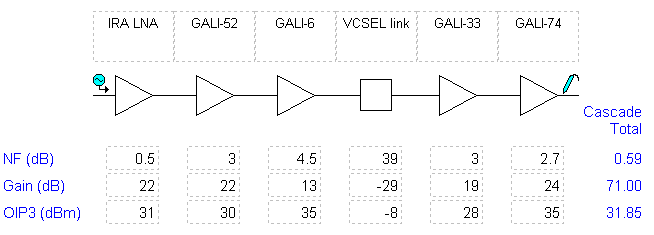 IRA LNA GALI-52 GALI-6 VCSEL link GALI-33 GALI-74
Cascade
Total
NF (dB) 0.5 3 4.5 39 3 2.7 0.59
Gain (dB) 22 22 13 -29 19 24 71.00
OIP3 (dBm) 31 30 35 -8 28 35 31.85